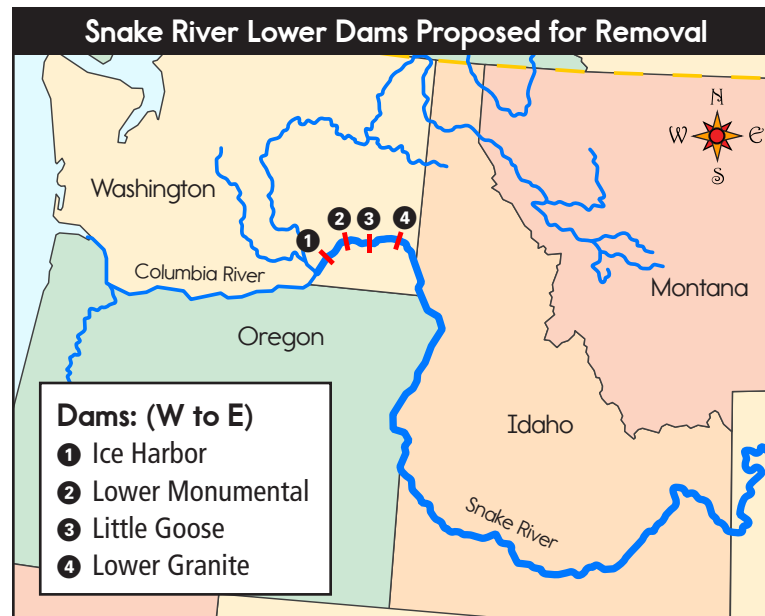 Snake River Lower Dams Proposed for Removal
N
W E
S
Washington
1
2
3
4
Columbia River
Montana
Oregon
Idaho
Snake River
Dams: (W to E)
1 Ice Harbor
2 Lower Monumental
3 Little Goose
4 Lower Granite